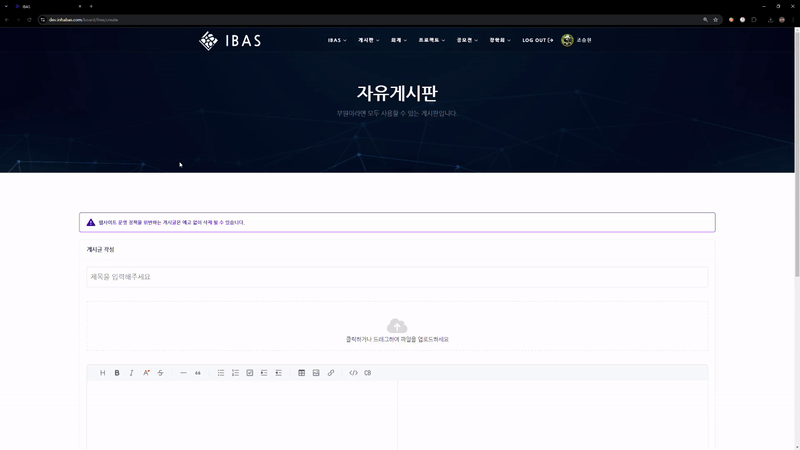 IBAS
dev.inhabas.com/board/free/create
IBAS
IBAS 게시판 회계 프로젝트 공모전 장학회 LOG OUT 조승현
자유게시판
부원이라면 모두 사용할 수 있는 게시판입니다.
웹사이트 운영 정책을 위반하는 게시글은 예고 없이 삭제 될 수 있습니다.
게시글 작성
제목을 입력해주세요
클릭하거나 드래그하여 파일을 업로드하세요
H B I A S
CB